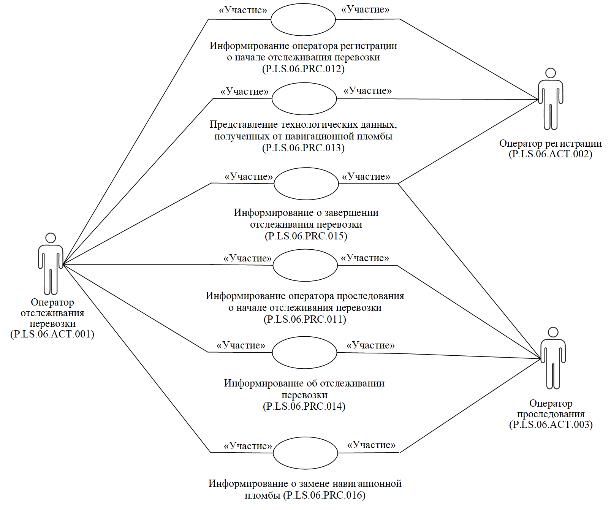 «Участие» «Участие»
Информирование оператора регистрации
о начале отслеживания перевозки
(P.LS.06.PRC.012)
«Участие» «Участие»
Представление технологических данных,
полученных от навигационной пломбы
(P.LS.06.PRC.013)
Оператор регистрации
(P.LS.06.ACT.002)
«Участие» «Участие»
Информирование о завершении
отслеживания перевозки
(P.LS.06.PRC.015)
«Участие» «Участие»
Информирование оператора проследования
о начале отслеживания перевозки
(P.LS.06.PRC.011)
Оператор
отслеживания
перевозки
(P.LS.06.ACT.001)
«Участие» «Участие»
Информирование об отслеживании
перевозки
(P.LS.06.PRC.014)
Оператор
проследования
(P.LS.06.ACT.003)
«Участие» «Участие»
Информирование о замене навигационной
пломбы (P.LS.06.PRC.016)